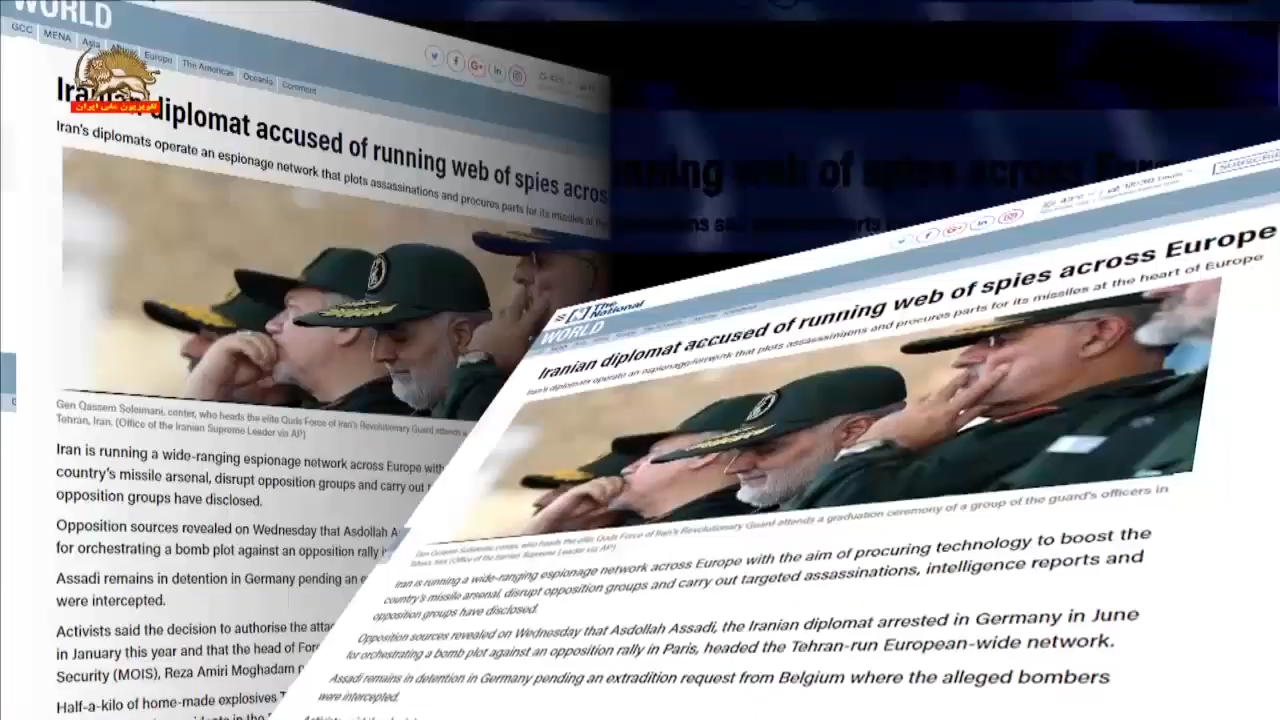 WORLD
GCC MENA Asia Africa Europe The Americas Oceania Comment
Iranian diplomat accused of running web of spies acros
Iran's diplomats operate an espionage network that plots assassinations and procures parts for its missiles at the
تلویزیون ملی ایران
Gen Qassem Soleimani, center, who heads the elite Quds Force of Iran's Revolutionary Guard attends a
Tehran, Iran. (Office of the Iranian Supreme Leader via AP)
Iran is running a wide-ranging espionage network across Europe with
country's missile arsenal, disrupt opposition groups and carry out
opposition groups have disclosed.
Opposition sources revealed on Wednesday that Asdollah A
for orchestrating a bomb plot against an opposition rally i
Assadi remains in detention in Germany pending an e
were intercepted.
Activists said the decision to authorise the attac
in January this year and that the head of For
Security (MOIS), Reza Amiri Moghadam
Half-a-kilo of home-made explosives
running web of spies across Euro
The National
WORLD
Iranian diplomat accused of running web of spies across Europe
Iran's diplomats operate an espionage network that plots assassinations and procures parts for its missiles at the heart of Europe
Gen Qassem Soleimani, center, who heads the elite Quds Force of Iran's Revolutionary Guard attends a graduation ceremony of a group of the guard's officers in
Tehran, Iran. (Office of the Iranian Supreme Leader via AP)
Iran is running a wide-ranging espionage network across Europe with the aim of procuring technology to boost the
country's missile arsenal, disrupt opposition groups and carry out targeted assassinations, intelligence reports and
opposition groups have disclosed.
Opposition sources revealed on Wednesday that Asdollah Assadi, the Iranian diplomat arrested in Germany in June
for orchestrating a bomb plot against an opposition rally in Paris, headed the Tehran-run European-wide network.
Assadi remains in detention in Germany pending an extradition request from Belgium where the alleged bombers
were intercepted.